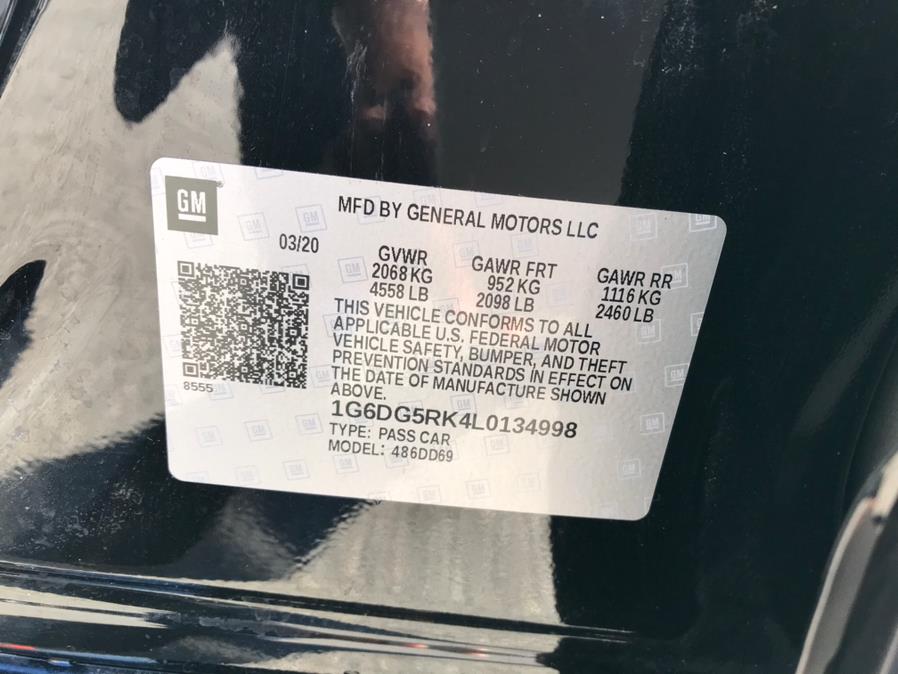 GM
MFD BY GENERAL MOTORS LLC
03/20
GVWR
2068 KG
4558 LB
GAWR FRT
952 KG
2098 LB
GAWR RR
1116 KG
2460 LB
THIS VEHICLE CONFORMS TO ALL
APPLICABLE U.S. FEDERAL MOTOR
VEHICLE SAFETY, BUMPER, AND THEFT
PREVENTION STANDARDS IN EFFECT ON
THE DATE OF MANUFACTURE SHOWN
ABOVE.
8555
1G6DG5RK4L0134998
TYPE: PASS CAR
MODEL: 486DD69